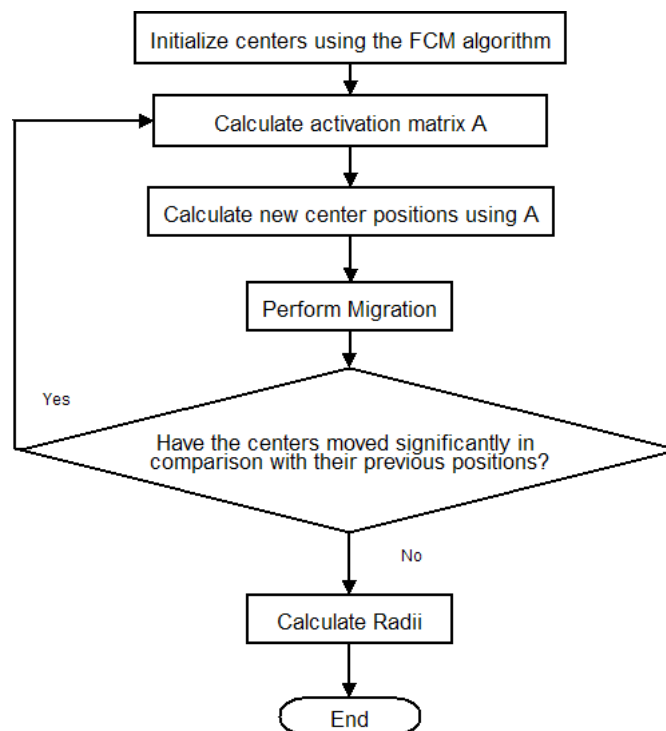 Initialize centers using the FCM algorithm
Calculate activation matrix A
Calculate new center positions using A
Perform Migration
Yes
Have the centers moved significantly in
comparison with their previous positions?
No
Calculate Radii
End